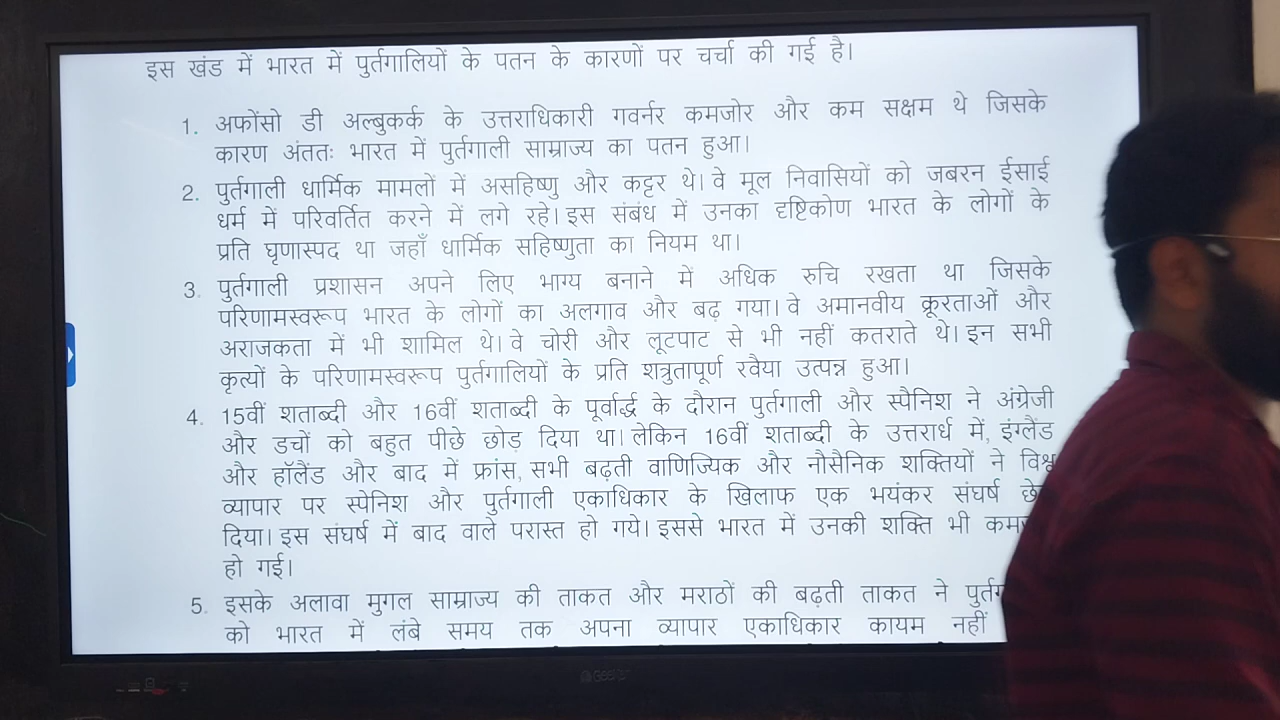 इस खंड में भारत में पुर्तगालियों के पतन के कारणों पर चर्चा की गई है।
1. अफोंसो डी अल्बुकर्क के उत्तराधिकारी गवर्नर कमजोर और कम सक्षम थे जिसके
कारण अंततः भारत में पुर्तगाली साम्राज्य का पतन हुआ।
2. पुर्तगाली धार्मिक मामलों में असहिष्णु और कट्टर थे। वे मूल निवासियों को जबरन ईसाई
धर्म में परिवर्तित करने में लगे रहे। इस संबंध में उनका दृष्टिकोण भारत के लोगों के
प्रति घृणास्पद था जहाँ धार्मिक सहिष्णुता का नियम था।
3. पुर्तगाली प्रशासन अपने लिए भाग्य बनाने में अधिक रुचि रखता था जिसके
परिणामस्वरूप भारत के लोगों का अलगाव और बढ़ गया। वे अमानवीय क्रूरताओं और
अराजकता में भी शामिल थे। वे चोरी और लूटपाट से भी नहीं कतराते थे। इन सभी
कृत्यों के परिणामस्वरूप पुर्तगालियों के प्रति शत्रुतापूर्ण रवैया उत्पन्न हुआ।
4. 15वीं शताब्दी और 16वीं शताब्दी के पूर्वार्द्ध के दौरान पुर्तगाली और स्पैनिश ने अंग्रेजी
और डचों को बहुत पीछे छोड़ दिया था। लेकिन 16वीं शताब्दी के उत्तरार्ध में, इंग्लैंड
और हॉलैंड और बाद में फ्रांस, सभी बढ़ती वाणिज्यिक और नौसैनिक शक्तियों ने विश्व
व्यापार पर स्पेनिश और पुर्तगाली एकाधिकार के खिलाफ एक भयंकर संघर्ष
दिया। इस संघर्ष में बाद वाले परास्त हो गये। इससे भारत में उनकी शक्ति भी
हो गई।
5. इसके अलावा मुगल साम्राज्य की ताकत और मराठों की बढ़ती ताकत ने
को भारत में लंबे समय तक अपना व्यापार एकाधिकार कायम नहीं